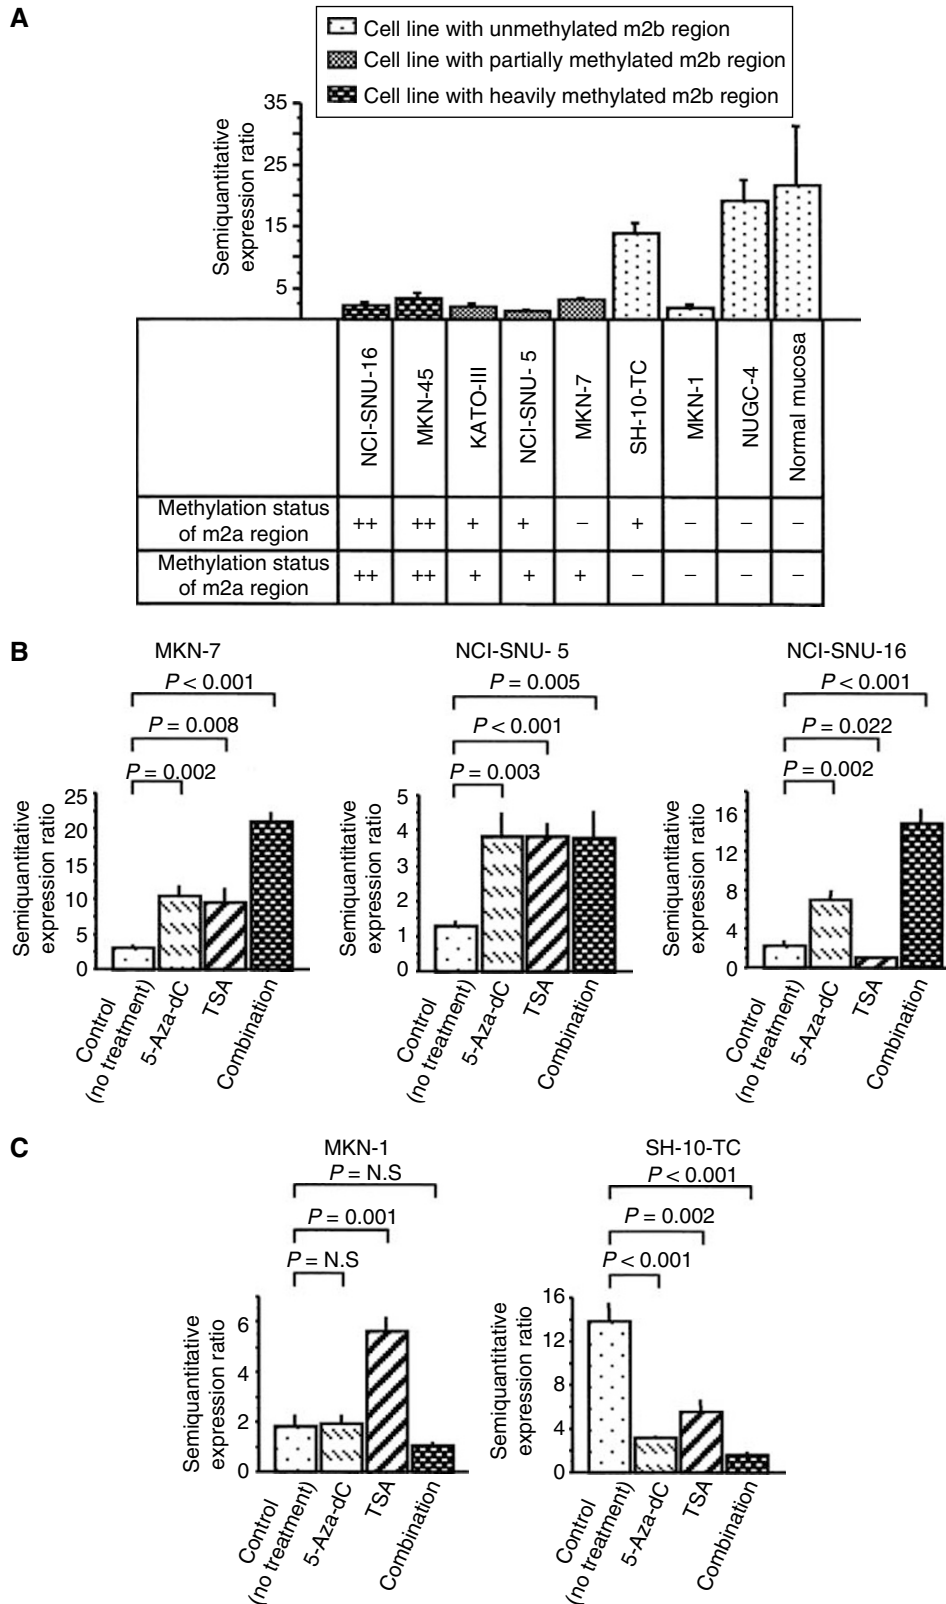 A
Cell line with unmethylated m2b region
Cell line with partially methylated m2b region
Cell line with heavily methylated m2b region
Semiquantitative
expression ratio
35
25
15
5
NCI-SNU-16
MKN-45
KATO-III
NCI-SNU- 5
MKN-7
SH-10-TC
MKN-1
NUGC-4
Normal mucosa
Methylation status
of m2a region
++ ++ + + – + – – –
Methylation status
of m2a region
++ ++ + + + – – – –
B
MKN-7
P < 0.001
P = 0.008
P = 0.002
Semiquantitative
expression ratio
25
20
15
10
5
0
Control
(no treatment)
5-Aza-dC
TSA
Combination
NCI-SNU- 5
P = 0.005
P < 0.001
P = 0.003
Semiquantitative
expression ratio
5
4
3
2
1
0
Control
(no treatment)
5-Aza-dC
TSA
Combination
NCI-SNU-16
P < 0.001
P = 0.022
P = 0.002
Semiquantitative
expression ratio
16
12
8
4
0
Control
(no treatment)
5-Aza-dC
TSA
Combination
C
MKN-1
P = N.S
P = 0.001
P = N.S
Semiquantitative
expression ratio
6
4
2
0
Control
(no treatment)
5-Aza-dC
TSA
Combination
SH-10-TC
P < 0.001
P = 0.002
P < 0.001
Semiquantitative
expression ratio
16
12
8
4
0
Control
(no treatment)
5-Aza-dC
TSA
Combination